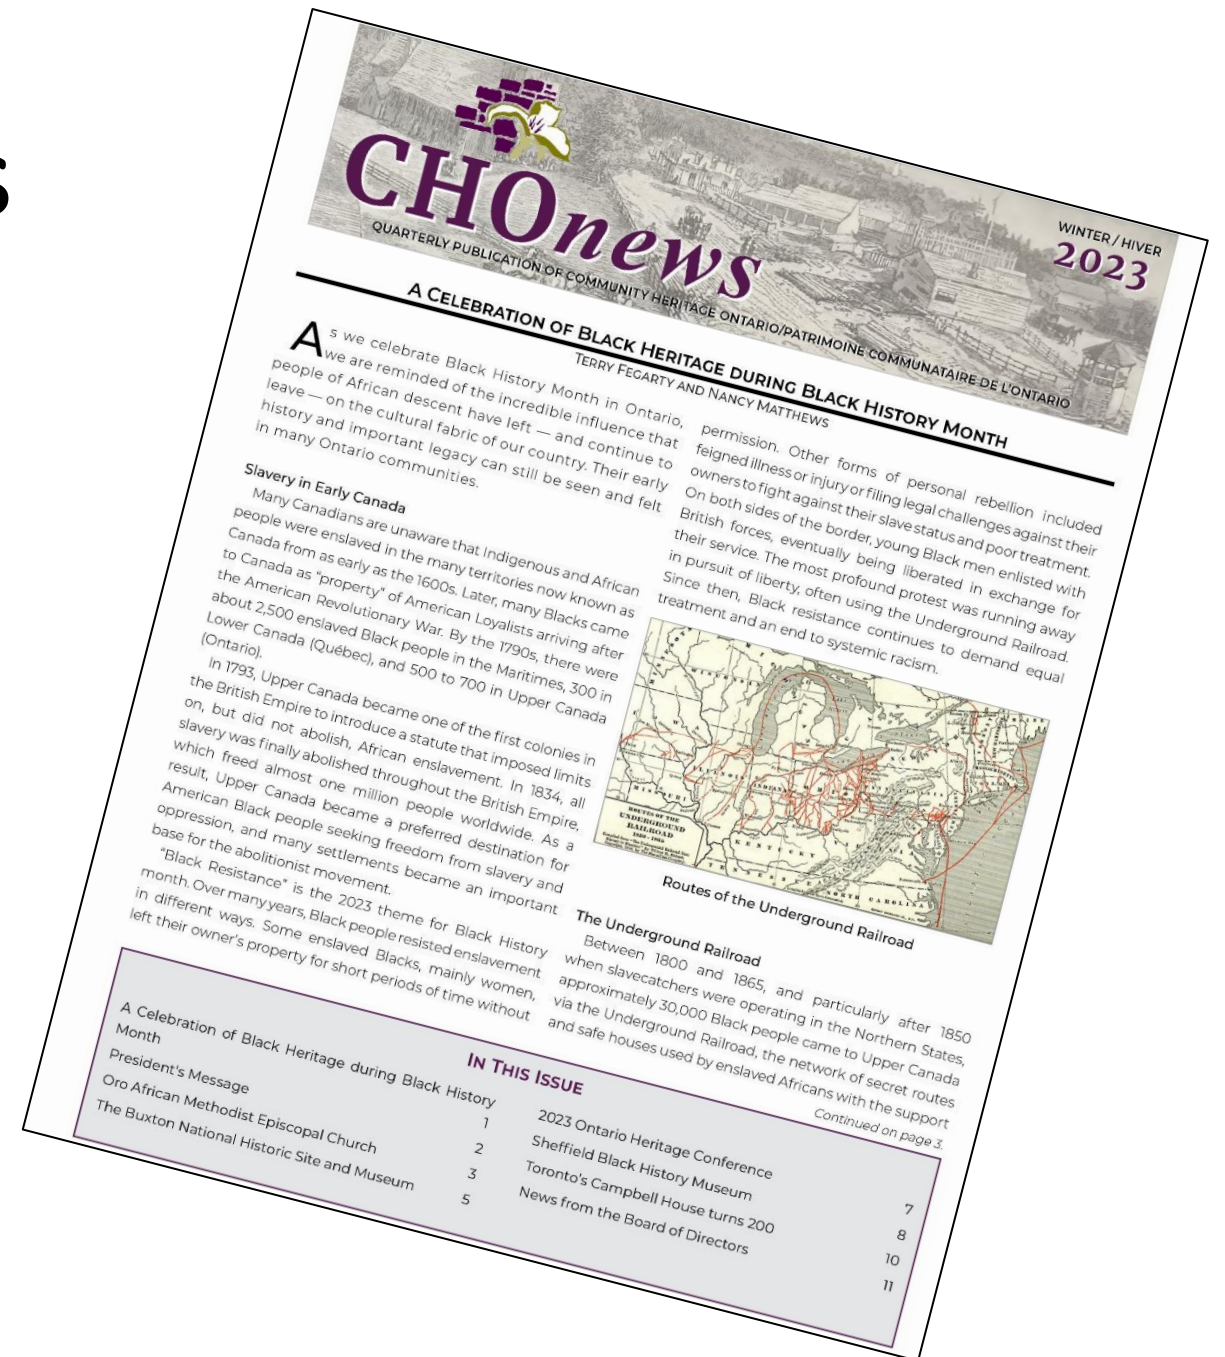 s
CHOnews
WINTER / HIVER
2023
QUARTERLY PUBLICATION OF COMMUNITY HERITAGE ONTARIO/PATRIMOINE COMMUNATAIRE DE L'ONTARIO
A CELEBRATION OF BLACK HERITAGE DURING BLACK HISTORY MONTH
TERRY FEGARTY AND NANCY MATTHEWS
As we celebrate Black History Month in Ontario,
we are reminded of the incredible influence that
people of African descent have left — and continue to
leave — on the cultural fabric of our country. Their early
history and important legacy can still be seen and felt
in many Ontario communities.
Slavery in Early Canada
Many Canadians are unaware that Indigenous and African
people were enslaved in the many territories now known as
Canada from as early as the 1600s. Later, many Blacks came
to Canada as "property" of American Loyalists arriving after
the American Revolutionary War. By the 1790s, there were
about 2,500 enslaved Black people in the Maritimes, 300 in
Lower Canada (Québec), and 500 to 700 in Upper Canada
(Ontario).
In 1793, Upper Canada became one of the first colonies in
the British Empire to introduce a statute that imposed limits
on, but did not abolish, African enslavement. In 1834, all
slavery was finally abolished throughout the British Empire,
which freed almost one million people worldwide. As a
result, Upper Canada became a preferred destination for
American Black people seeking freedom from slavery and
oppression, and many settlements became an important
base for the abolitionist movement.
"Black Resistance" is the 2023 theme for Black History
month. Over many years, Black people resisted enslavement
in different ways. Some enslaved Blacks, mainly women,
left their owner's property for short periods of time without
permission. Other forms of personal rebellion included
feigned illness or injury or filing legal challenges against their
owners to fight against their slave status and poor treatment.
On both sides of the border, young Black men enlisted with
British forces, eventually being liberated in exchange for
their service. The most profound protest was running away
in pursuit of liberty, often using the Underground Railroad.
Since then, Black resistance continues to demand equal
treatment and an end to systemic racism.
WISCONSIN
ILLINOIS
INDIANA
MISSOURI
KENTUCKY
TENNESSEE
NORTH CAROLINA
ROUTES OF THE
UNDERGROUND
RAILROAD
Routes of the Underground Railroad
The Underground Railroad
Between 1800 and 1865, and particularly after 1850
when slavecatchers were operating in the Northern States,
approximately 30,000 Black people came to Upper Canada
via the Underground Railroad, the network of secret routes
and safe houses used by enslaved Africans with the support
Continued on page 3.
IN THIS ISSUE
A Celebration of Black Heritage during Black History
Month 1
President's Message 2
Oro African Methodist Episcopal Church 3
The Buxton National Historic Site and Museum 5
2023 Ontario Heritage Conference 7
Sheffield Black History Museum 8
Toronto's Campbell House turns 200 10
News from the Board of Directors 11